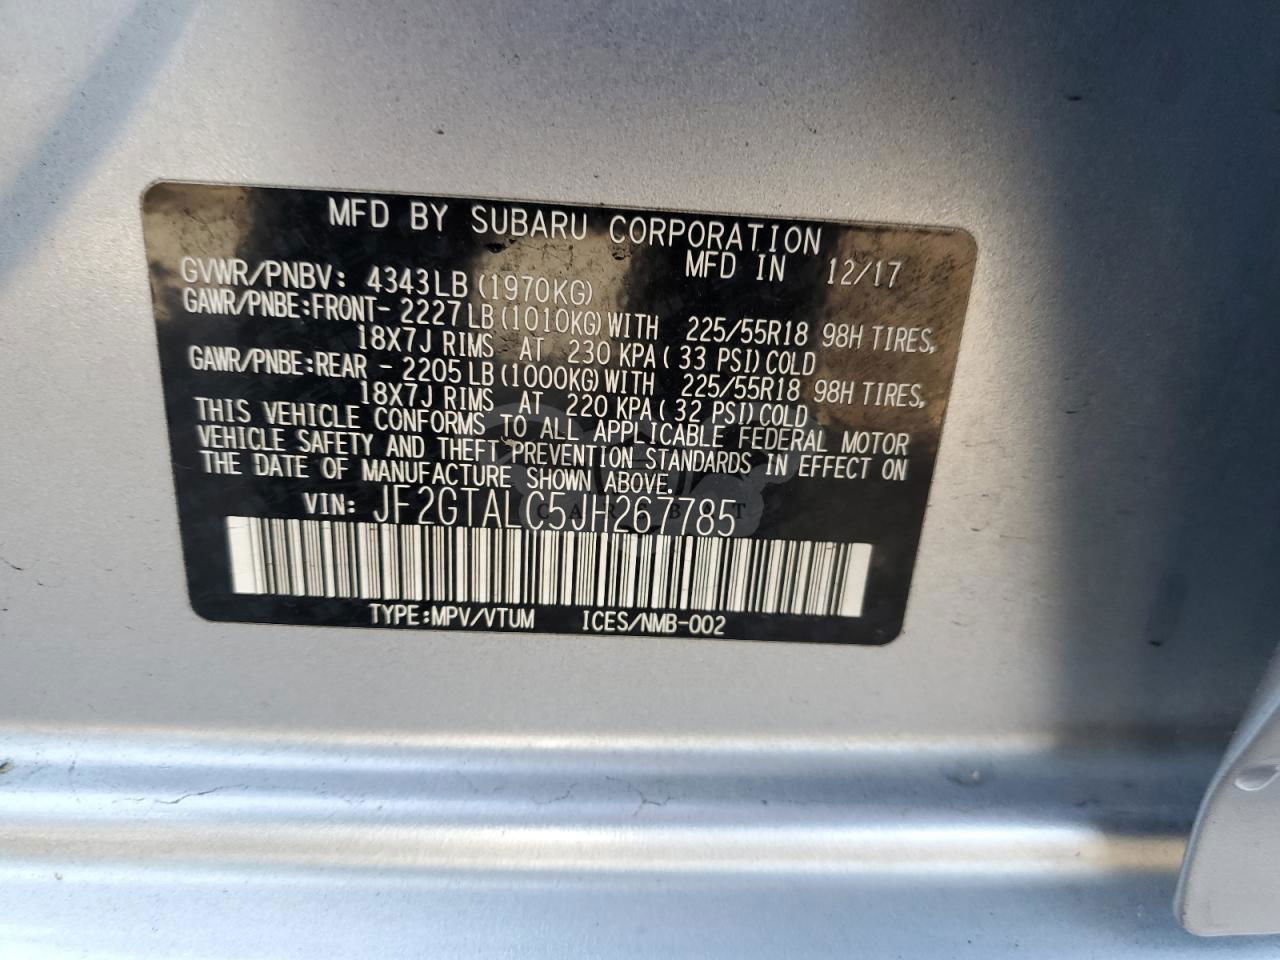 MFD BY SUBARU CORPORATION
MFD IN 12/17
GVWR/PNBV: 4343LB (1970KG)
GAWR/PNBE:FRONT- 2227LB (1010KG) WITH 225/55R18 98H TIRES,
18X7J RIMS AT 230 KPA ( 33 PSI) COLD
GAWR/PNBE:REAR - 2205LB (1000KG) WITH 225/55R18 98H TIRES,
18X7J RIMS AT 220 KPA ( 32 PSI) COLD
THIS VEHICLE CONFORMS TO ALL APPLICABLE FEDERAL MOTOR
VEHICLE SAFETY AND THEFT PREVENTION STANDARDS IN EFFECT ON
THE DATE OF MANUFACTURE SHOWN ABOVE.
VIN: JF2GTALC5JH267785
TYPE:MPV/VTUM ICES/NMB-002